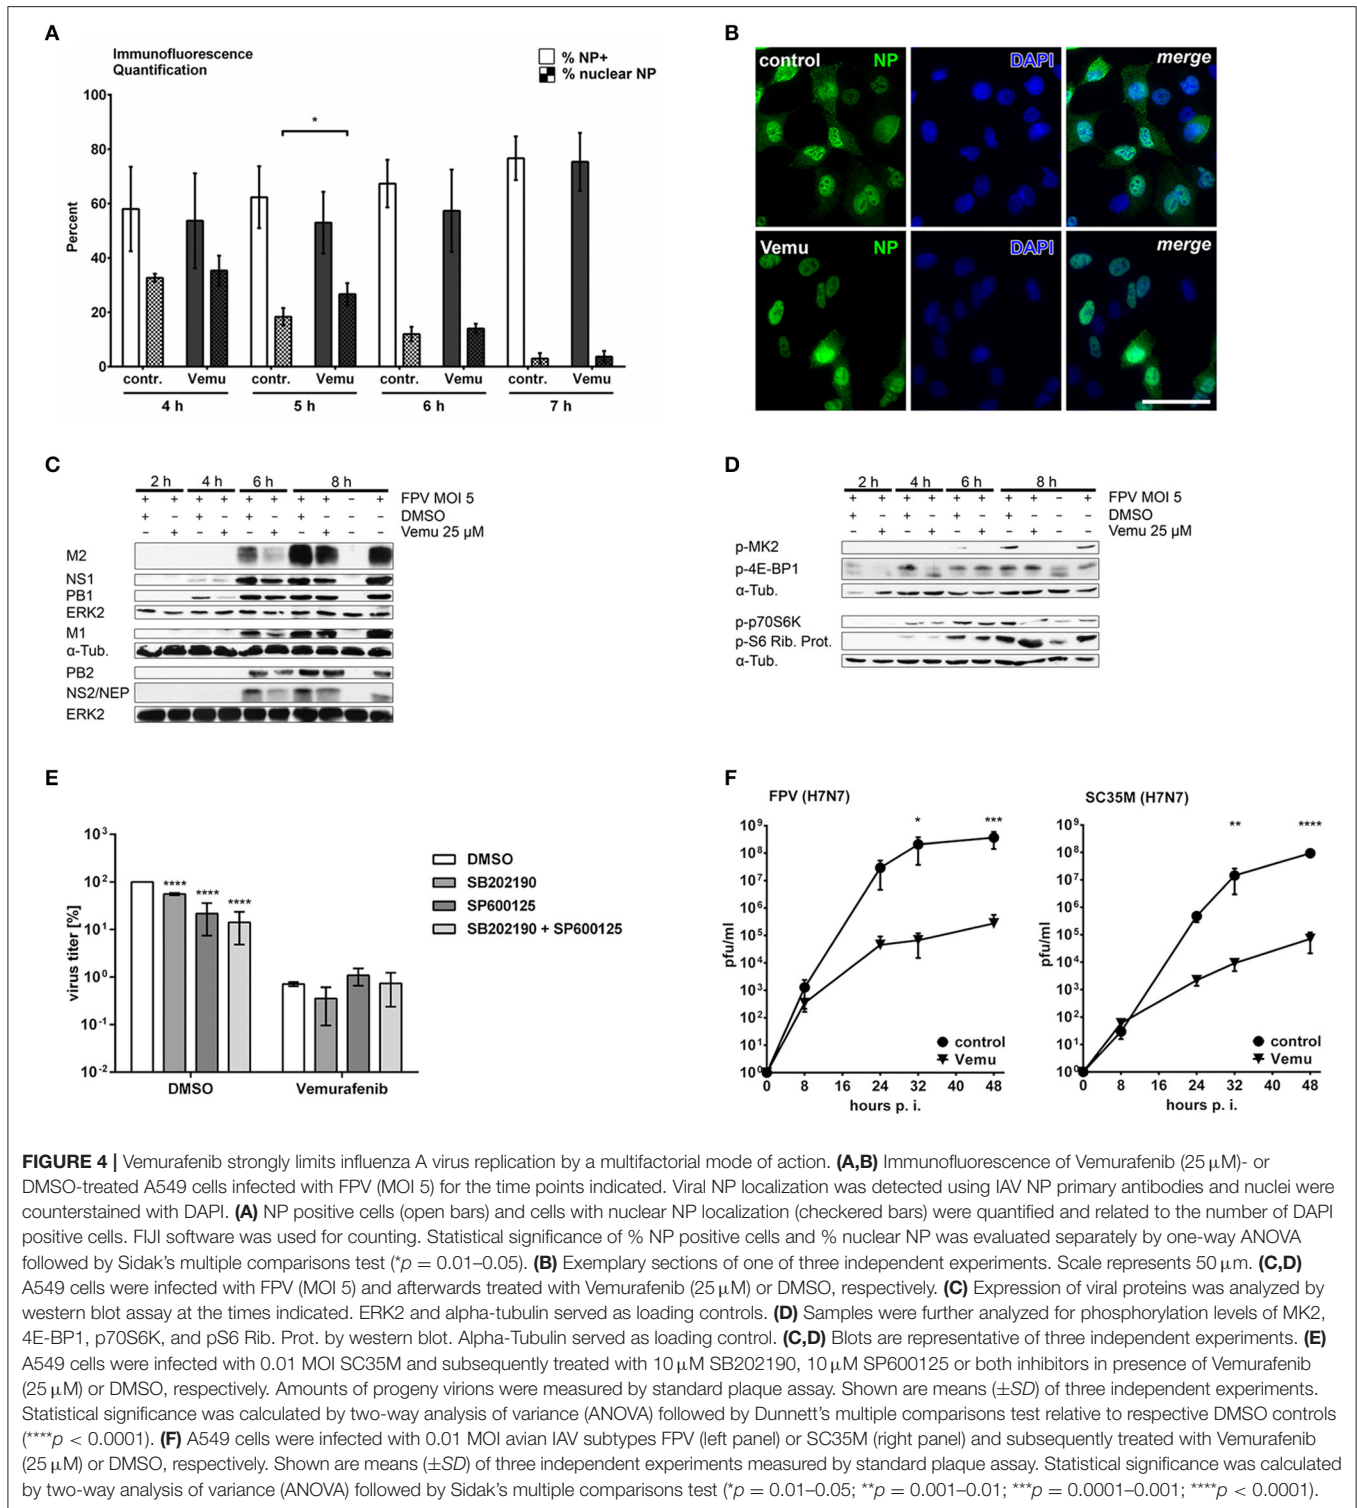 A
Immunofluorescence
Quantification
% NP+
% nuclear NP
100
80
60
40
20
0
Percent
*
contr. Vemu contr. Vemu contr. Vemu contr. Vemu
4 h 5 h 6 h 7 h
B
control NP DAPI merge
Vemu NP DAPI merge
C
2 h 4 h 6 h 8 h
+ + + + + + + + − + FPV MOI 5
+ − + − + − + − − − DMSO
− + − + − + − + − − Vemu 25 µM
M2
NS1
PB1
ERK2
M1
α-Tub.
PB2
NS2/NEP
ERK2
D
2 h 4 h 6 h 8 h
+ + + + + + + + − + FPV MOI 5
+ − + − + − + − − − DMSO
− + − + − + − + − − Vemu 25 µM
p-MK2
p-4E-BP1
α-Tub.
p-p70S6K
p-S6 Rib. Prot.
α-Tub.
E
10³
10²
10¹
10⁰
10⁻¹
10⁻²
virus titer [%]
**** **** ****
DMSO Vemurafenib
DMSO
SB202190
SP600125
SB202190 + SP600125
F
FPV (H7N7)
10⁹
10⁸
10⁷
10⁶
10⁵
10⁴
10³
10²
10¹
10⁰
pfu/ml
* ***
control
Vemu
0 8 16 24 32 40 48
hours p. i.
SC35M (H7N7)
10⁹
10⁸
10⁷
10⁶
10⁵
10⁴
10³
10²
10¹
10⁰
pfu/ml
** ****
control
Vemu
0 8 16 24 32 40 48
hours p. i.
FIGURE 4 | Vemurafenib strongly limits influenza A virus replication by a multifactorial mode of action. (A,B) Immunofluorescence of Vemurafenib (25 µM)- or
DMSO-treated A549 cells infected with FPV (MOI 5) for the time points indicated. Viral NP localization was detected using IAV NP primary antibodies and nuclei were
counterstained with DAPI. (A) NP positive cells (open bars) and cells with nuclear NP localization (checkered bars) were quantified and related to the number of DAPI
positive cells. FIJI software was used for counting. Statistical significance of % NP positive cells and % nuclear NP was evaluated separately by one-way ANOVA
followed by Sidak's multiple comparisons test (*p = 0.01–0.05). (B) Exemplary sections of one of three independent experiments. Scale represents 50 µm. (C,D)
A549 cells were infected with FPV (MOI 5) and afterwards treated with Vemurafenib (25 µM) or DMSO, respectively. (C) Expression of viral proteins was analyzed by
western blot assay at the times indicated. ERK2 and alpha-tubulin served as loading controls. (D) Samples were further analyzed for phosphorylation levels of MK2,
4E-BP1, p70S6K, and pS6 Rib. Prot. by western blot. Alpha-Tubulin served as loading control. (C,D) Blots are representative of three independent experiments. (E)
A549 cells were infected with 0.01 MOI SC35M and subsequently treated with 10 µM SB202190, 10 µM SP600125 or both inhibitors in presence of Vemurafenib
(25 µM) or DMSO, respectively. Amounts of progeny virions were measured by standard plaque assay. Shown are means (±SD) of three independent experiments.
Statistical significance was calculated by two-way analysis of variance (ANOVA) followed by Dunnett's multiple comparisons test relative to respective DMSO controls
(****p < 0.0001). (F) A549 cells were infected with 0.01 MOI avian IAV subtypes FPV (left panel) or SC35M (right panel) and subsequently treated with Vemurafenib
(25 µM) or DMSO, respectively. Shown are means (±SD) of three independent experiments measured by standard plaque assay. Statistical significance was calculated
by two-way analysis of variance (ANOVA) followed by Sidak's multiple comparisons test (*p = 0.01–0.05; **p = 0.001–0.01; ***p = 0.0001–0.001; ****p < 0.0001).